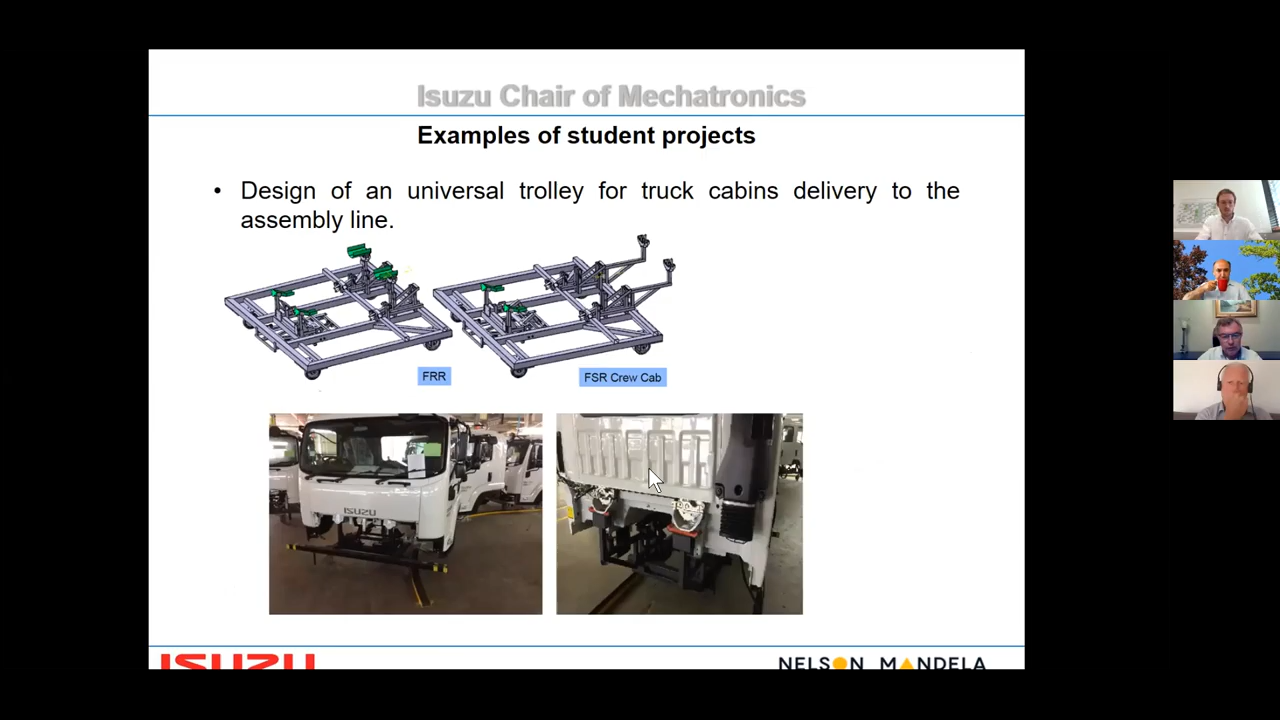 Isuzu Chair of Mechatronics
Examples of student projects
• Design of an universal trolley for truck cabins delivery to the
assembly line.
FRR
FSR Crew Cab
ISUZU
ISUZU
NELSON MANDELA